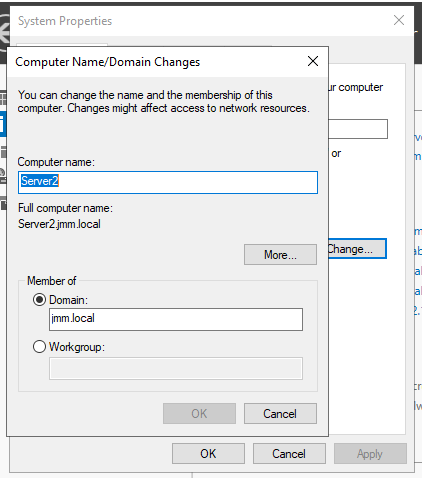 System Properties
Computer Name/Domain Changes
You can change the name and the membership of this
computer. Changes might affect access to network resources.
ur computer
or
Computer name:
Server2
Full computer name:
Server2.jmm.local
More...
Change...
Member of
Domain:
jmm.local
Workgroup:
OK
Cancel
OK
Cancel
Apply